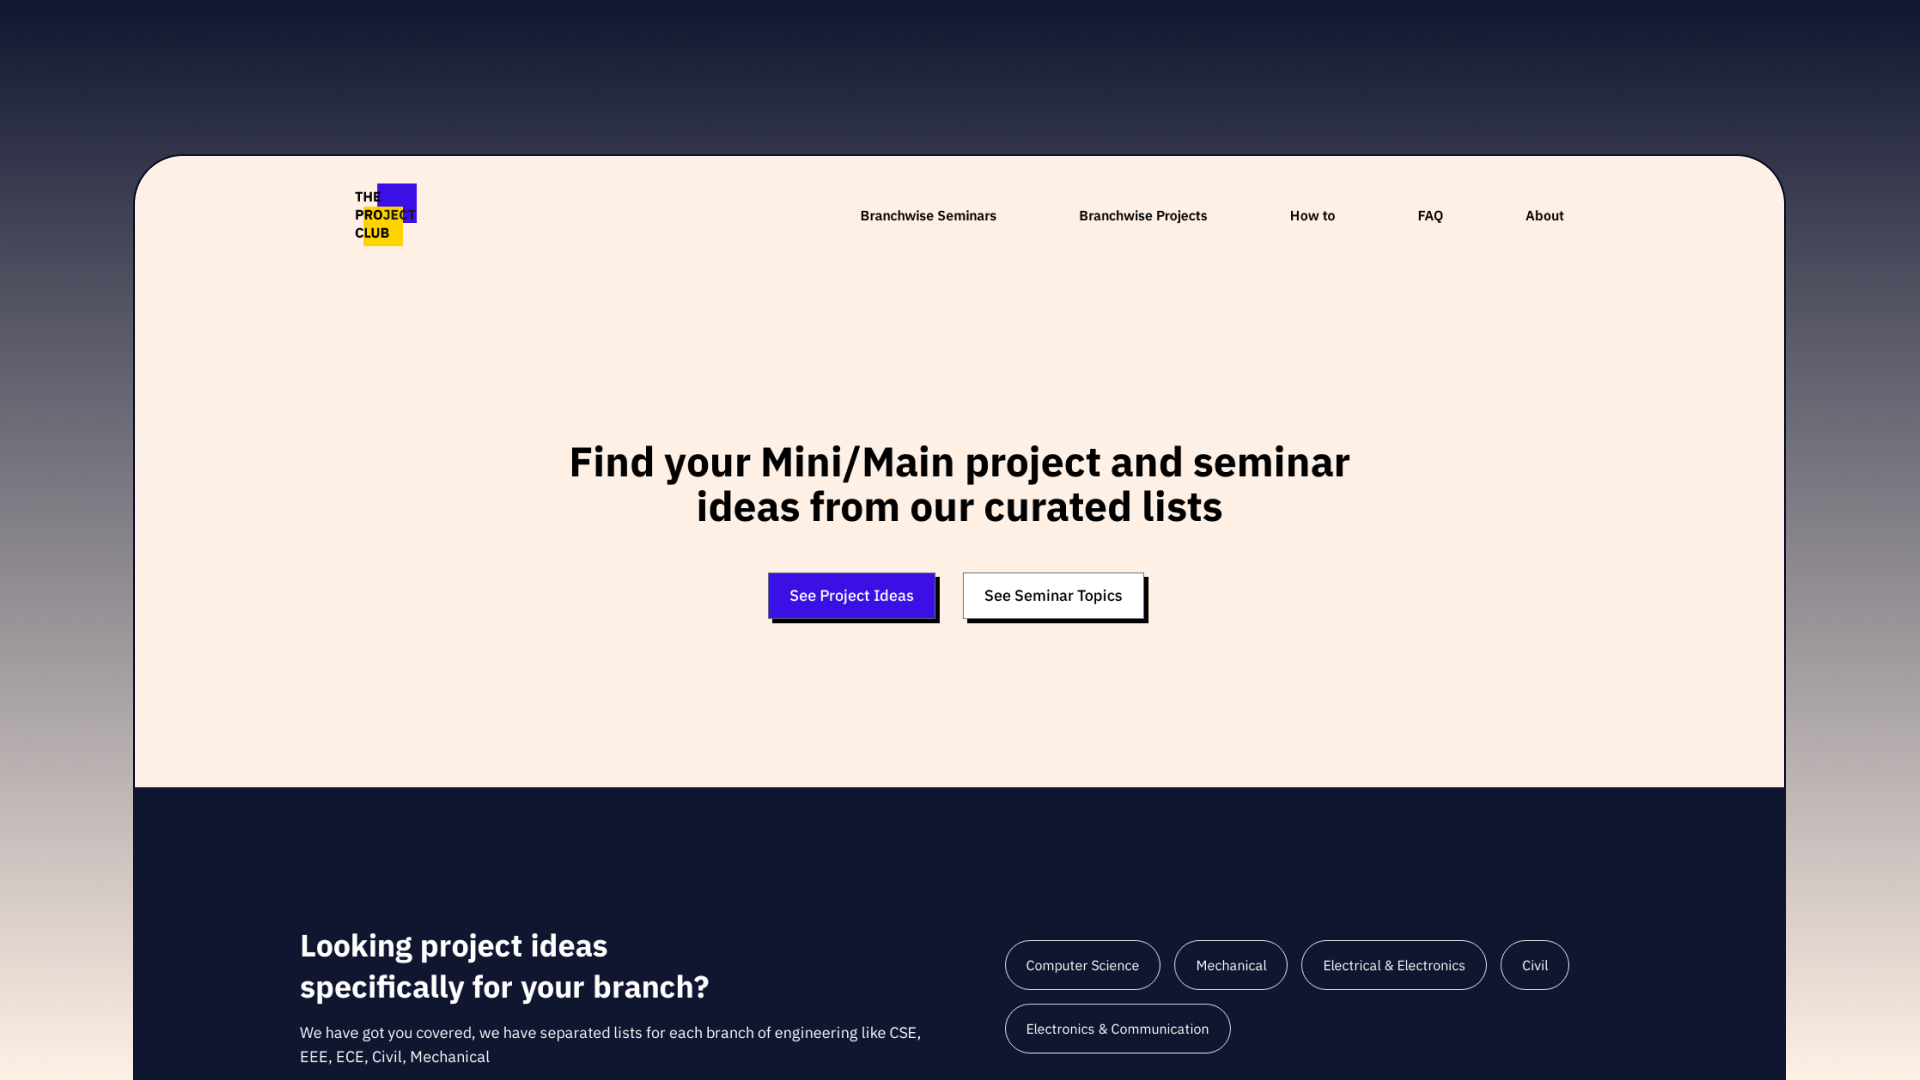 THE
PROJECT
CLUB
Branchwise Seminars
Branchwise Projects
How to
FAQ
About
Find your Mini/Main project and seminar
ideas from our curated lists
See Project Ideas
See Seminar Topics
Looking project ideas
specifically for your branch?
We have got you covered, we have separated lists for each branch of engineering like CSE,
EEE, ECE, Civil, Mechanical
Computer Science
Mechanical
Electrical & Electronics
Civil
Electronics & Communication